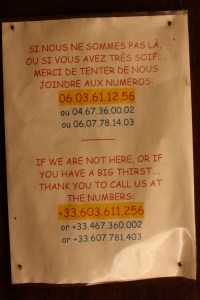 SI NOUS NE SOMMES PAS LÀ,
OU SI VOUS AVEZ TRÈS SOIF...
MERCI DE TENTER DE NOUS
JOINDRE AUX NUMEROS:
06.03.61.12.56
ou 04.67.36.00.02
ou 06.07.78.14.03
IF WE ARE NOT HERE, OR IF
YOU HAVE A BIG THIRST...,
THANK YOU TO CALL US AT
THE NUMBERS:
+33.603.611.256
or +33.467.360.002
or +33.607.781.403